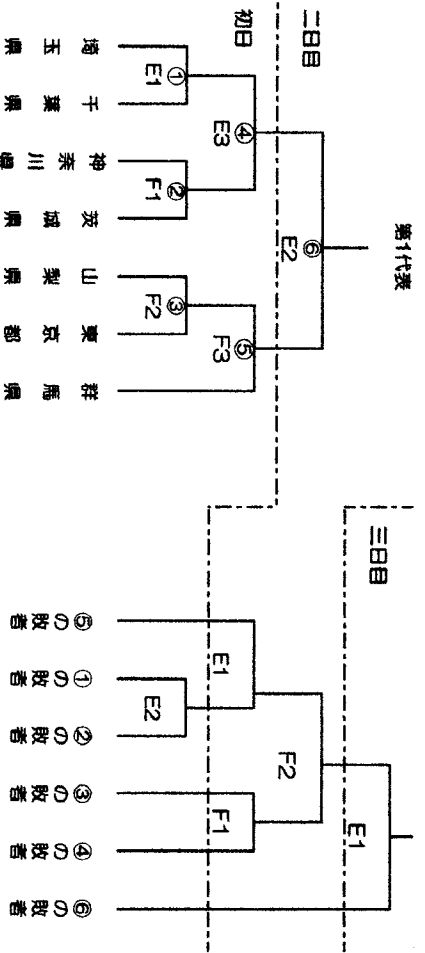 第1代表
二日目
⑥
E2
初日
④
E3
⑤
F3
①
E1
②
F1
③
F2
埼玉県
千葉県
神奈川県
茨城県
山梨県
東京都
群馬県
三日目
E1
F2
E1
F1
E2
⑤の敗者
①の敗者
②の敗者
③の敗者
④の敗者
⑥の敗者